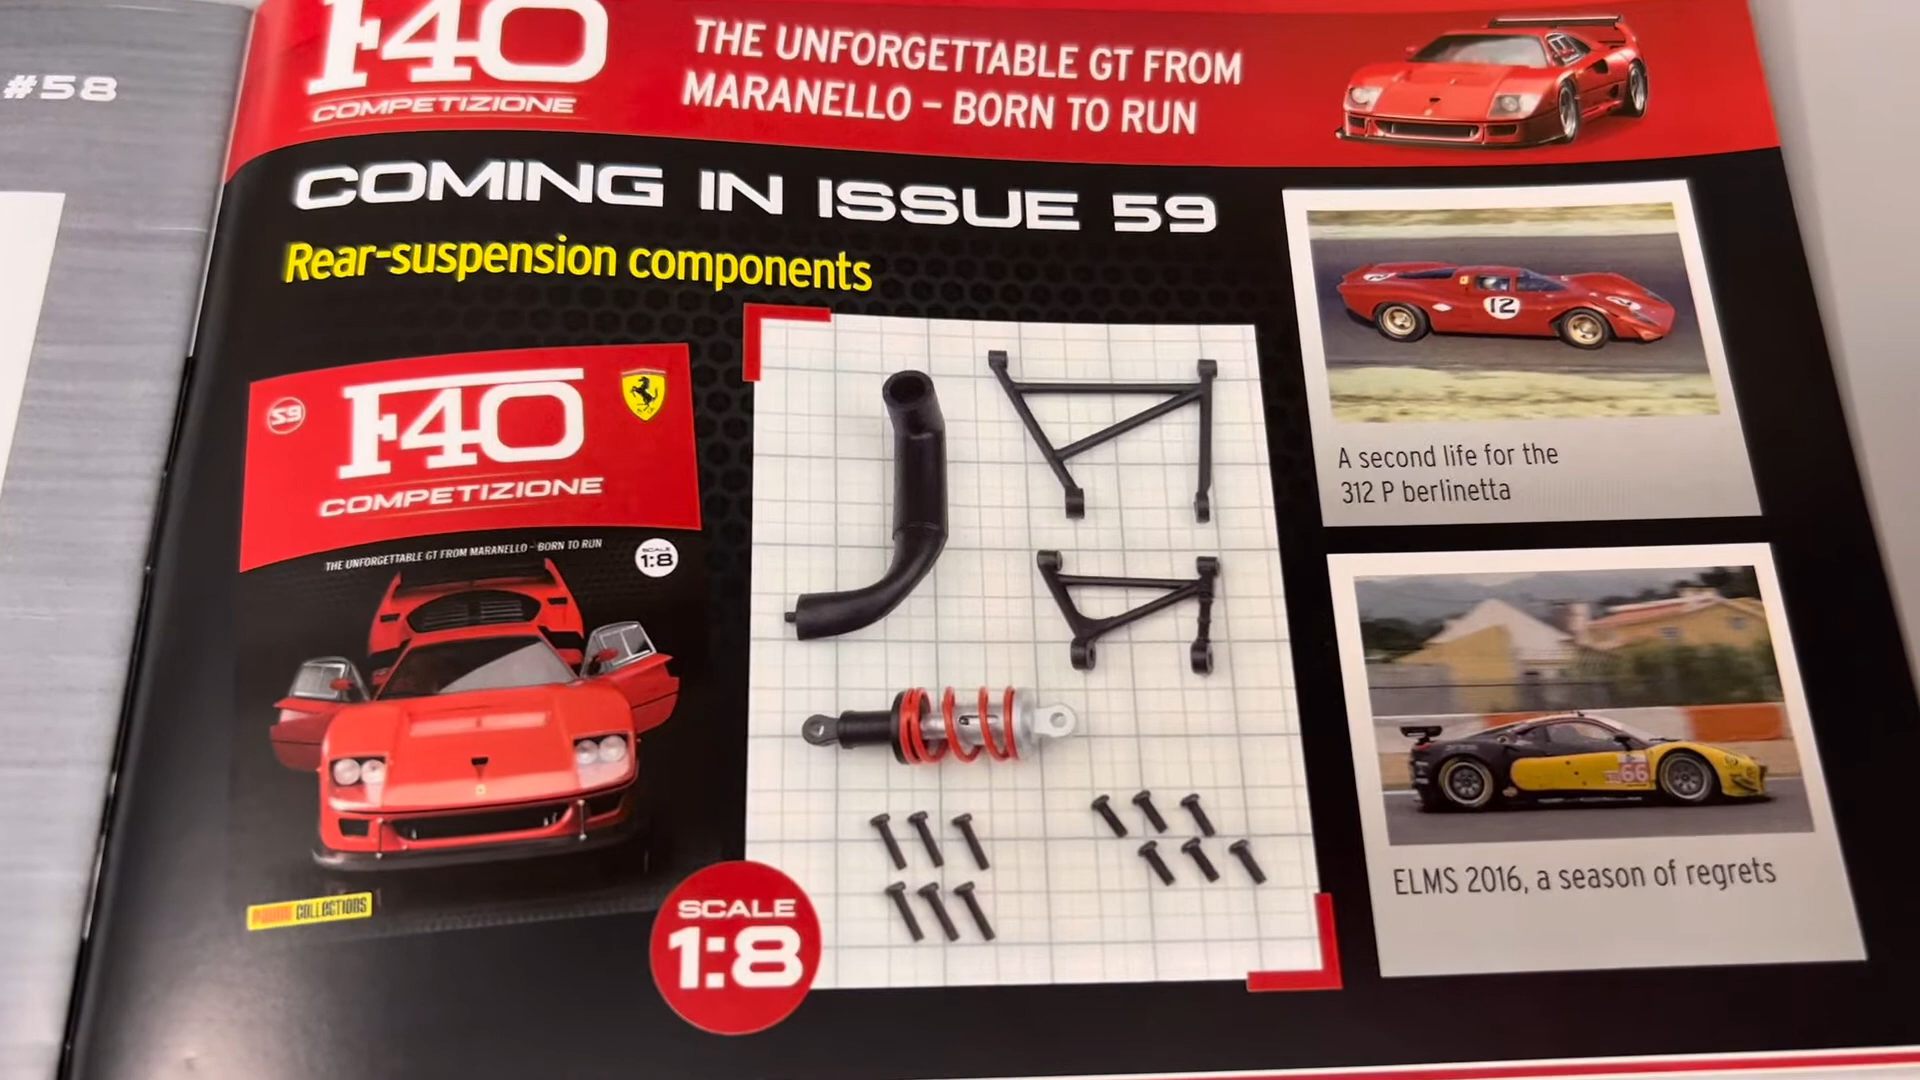 #58
F40
COMPETIZIONE
THE UNFORGETTABLE GT FROM
MARANELLO – BORN TO RUN
COMING IN ISSUE 59
Rear-suspension components
59
F40
COMPETIZIONE
THE UNFORGETTABLE GT FROM MARANELLO – BORN TO RUN
SCALE
1:8
COLLECTIONS
SCALE
1:8
12
A second life for the
312 P berlinetta
66
ELMS 2016, a season of regrets